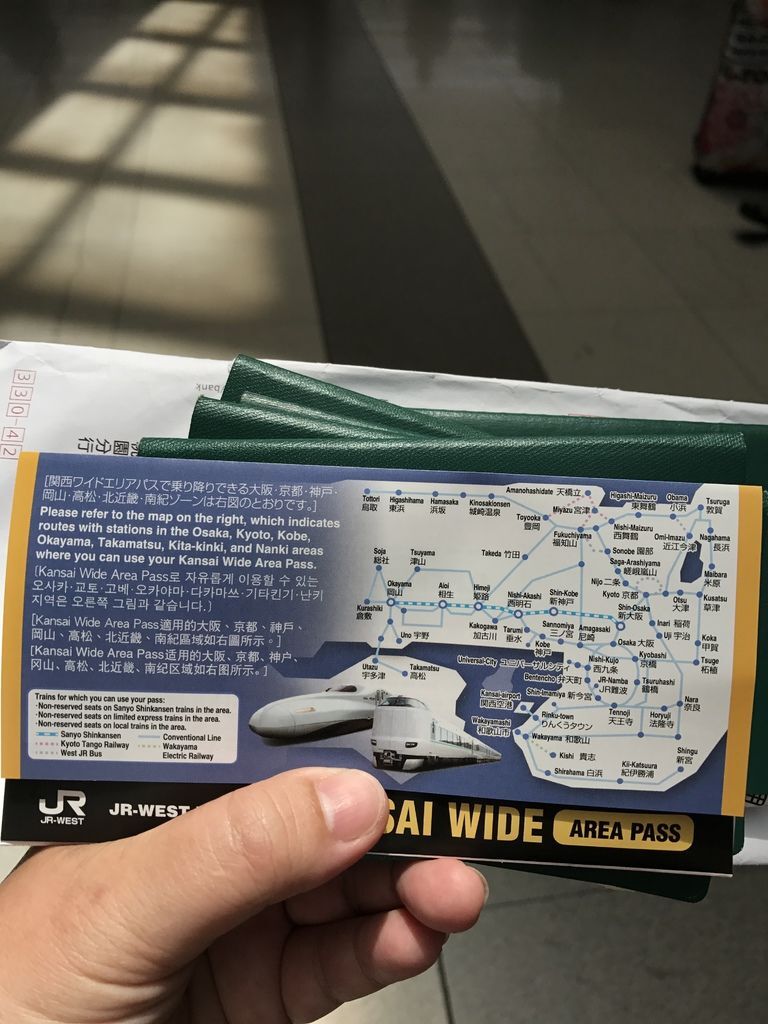 bank
330-42
園分行
[関西ワイドエリアパスで乗り降りできる大阪・京都・神戸・
岡山・高松・北近畿・南紀ゾーンは右図のとおりです。]
Please refer to the map on the right, which indicates
routes with stations in the Osaka, Kyoto, Kobe,
Okayama, Takamatsu, Kita-kinki, and Nanki areas
where you can use your Kansai Wide Area Pass.
[Kansai Wide Area Pass로 자유롭게 이용할 수 있는
오사카·교토·고베·오카야마·다카마쓰·기타킨키·난키
지역은 오른쪽 그림과 같습니다.]
[Kansai Wide Area Pass適用的大阪、京都、神戶、
岡山、高松、北近畿、南紀區域如右圖所示。]
[Kansai Wide Area Pass适用的大阪、京都、神户、
冈山、高松、北近畿、南纪区域如右图所示。]
Trains for which you can use your pass:
·Non-reserved seats on Sanyo Shinkansen trains in the area.
·Non-reserved seats on limited express trains in the area.
·Non-reserved seats on local trains in the area.
Sanyo Shinkansen
Conventional Line
Kyoto Tango Railway
Wakayama
Electric Railway
West JR Bus
Tottori
鳥取
Higashihama
東浜
Hamasaka
浜坂
Kinosakionsen
城崎温泉
Amanohashidate 天橋立
Toyooka
豊岡
Miyazu 宮津
Higashi-Maizuru
東舞鶴
Obama
小浜
Tsuruga
敦賀
Nishi-Maizuru
西舞鶴
Fukuchiyama
福知山
Omi-Imazu
近江今津
Nagahama
長浜
Sonobe 園部
Soja
総社
Tsuyama
津山
Takeda 竹田
Saga-Arashiyama
嵯峨嵐山
Maibara
米原
Nijo 二条
Kyoto 京都
Okayama
岡山
Aioi
相生
Himeji
姫路
Nishi-Akashi
西明石
Shin-Kobe
新神戸
Shin-Osaka
新大阪
Otsu
大津
Kusatsu
草津
Kurashiki
倉敷
Kakogawa
加古川
Tarumi
垂水
Sannomiya
三ノ宮
Amagasaki
尼崎
Inari 稲荷
Uji 宇治
Koka
甲賀
Uno 宇野
Kobe
神戸
Osaka 大阪
Kyobashi
京橋
Tsuge
柘植
Utazu
宇多津
Takamatsu
高松
Universal-City ユニバーサルシティ
Nishi-Kujo
西九条
Bentencho 弁天町
JR-Namba
JR難波
Tsuruhashi
鶴橋
Kansai-airport
関西空港
Shin-Imamiya 新今宮
Nara
奈良
Rinku-town
りんくうタウン
Tennoji
天王寺
Horyuji
法隆寺
Wakayamashi
和歌山市
Wakayama 和歌山
Kishi 貴志
Shingu
新宮
Shirahama 白浜
Kii-Katsuura
紀伊勝浦
JR
JR-WEST
JR-WEST
SAI WIDE
AREA PASS